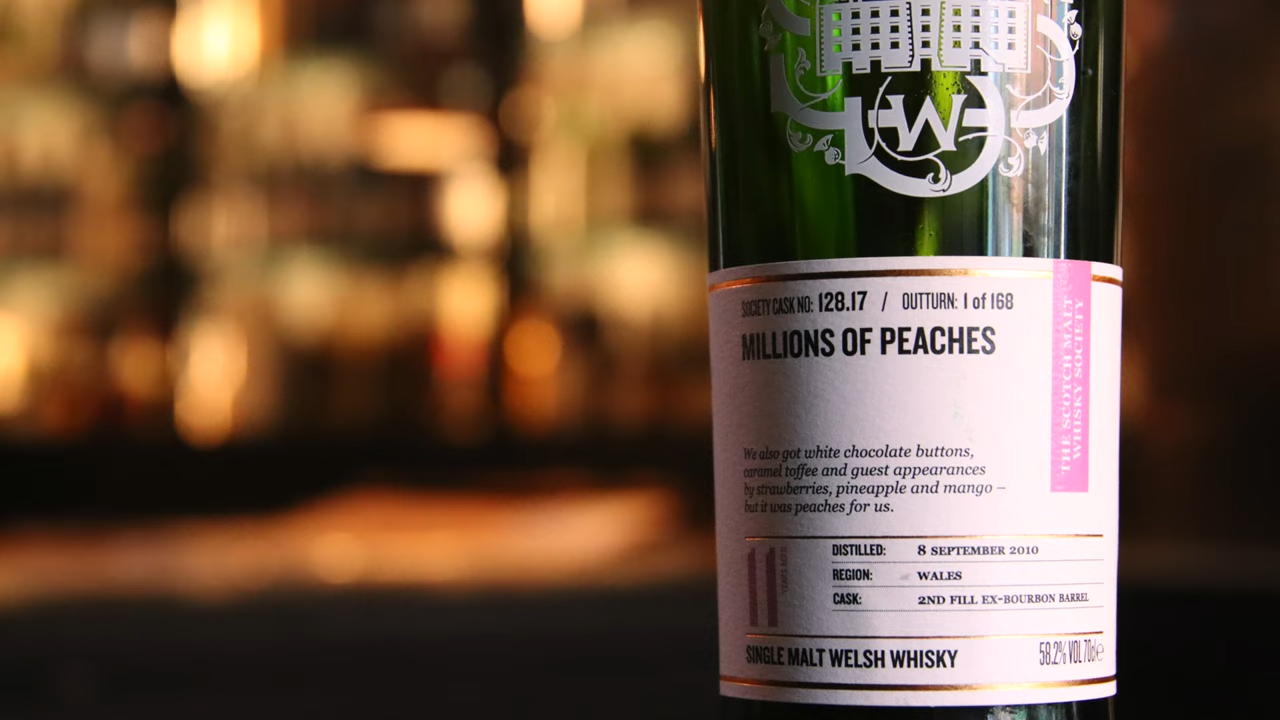 W
SOCIETY CASK NO: 128.17 / OUTTURN: 1 of 168
MILLIONS OF PEACHES
THE SCOTCH MALT
WHISKY SOCIETY
We also got white chocolate buttons,
caramel toffee and guest appearances
by strawberries, pineapple and mango –
but it was peaches for us.
11
DISTILLED: 8 SEPTEMBER 2010
REGION: WALES
CASK: 2ND FILL EX-BOURBON BARREL
SINGLE MALT WELSH WHISKY
58.2% VOL 70cl e